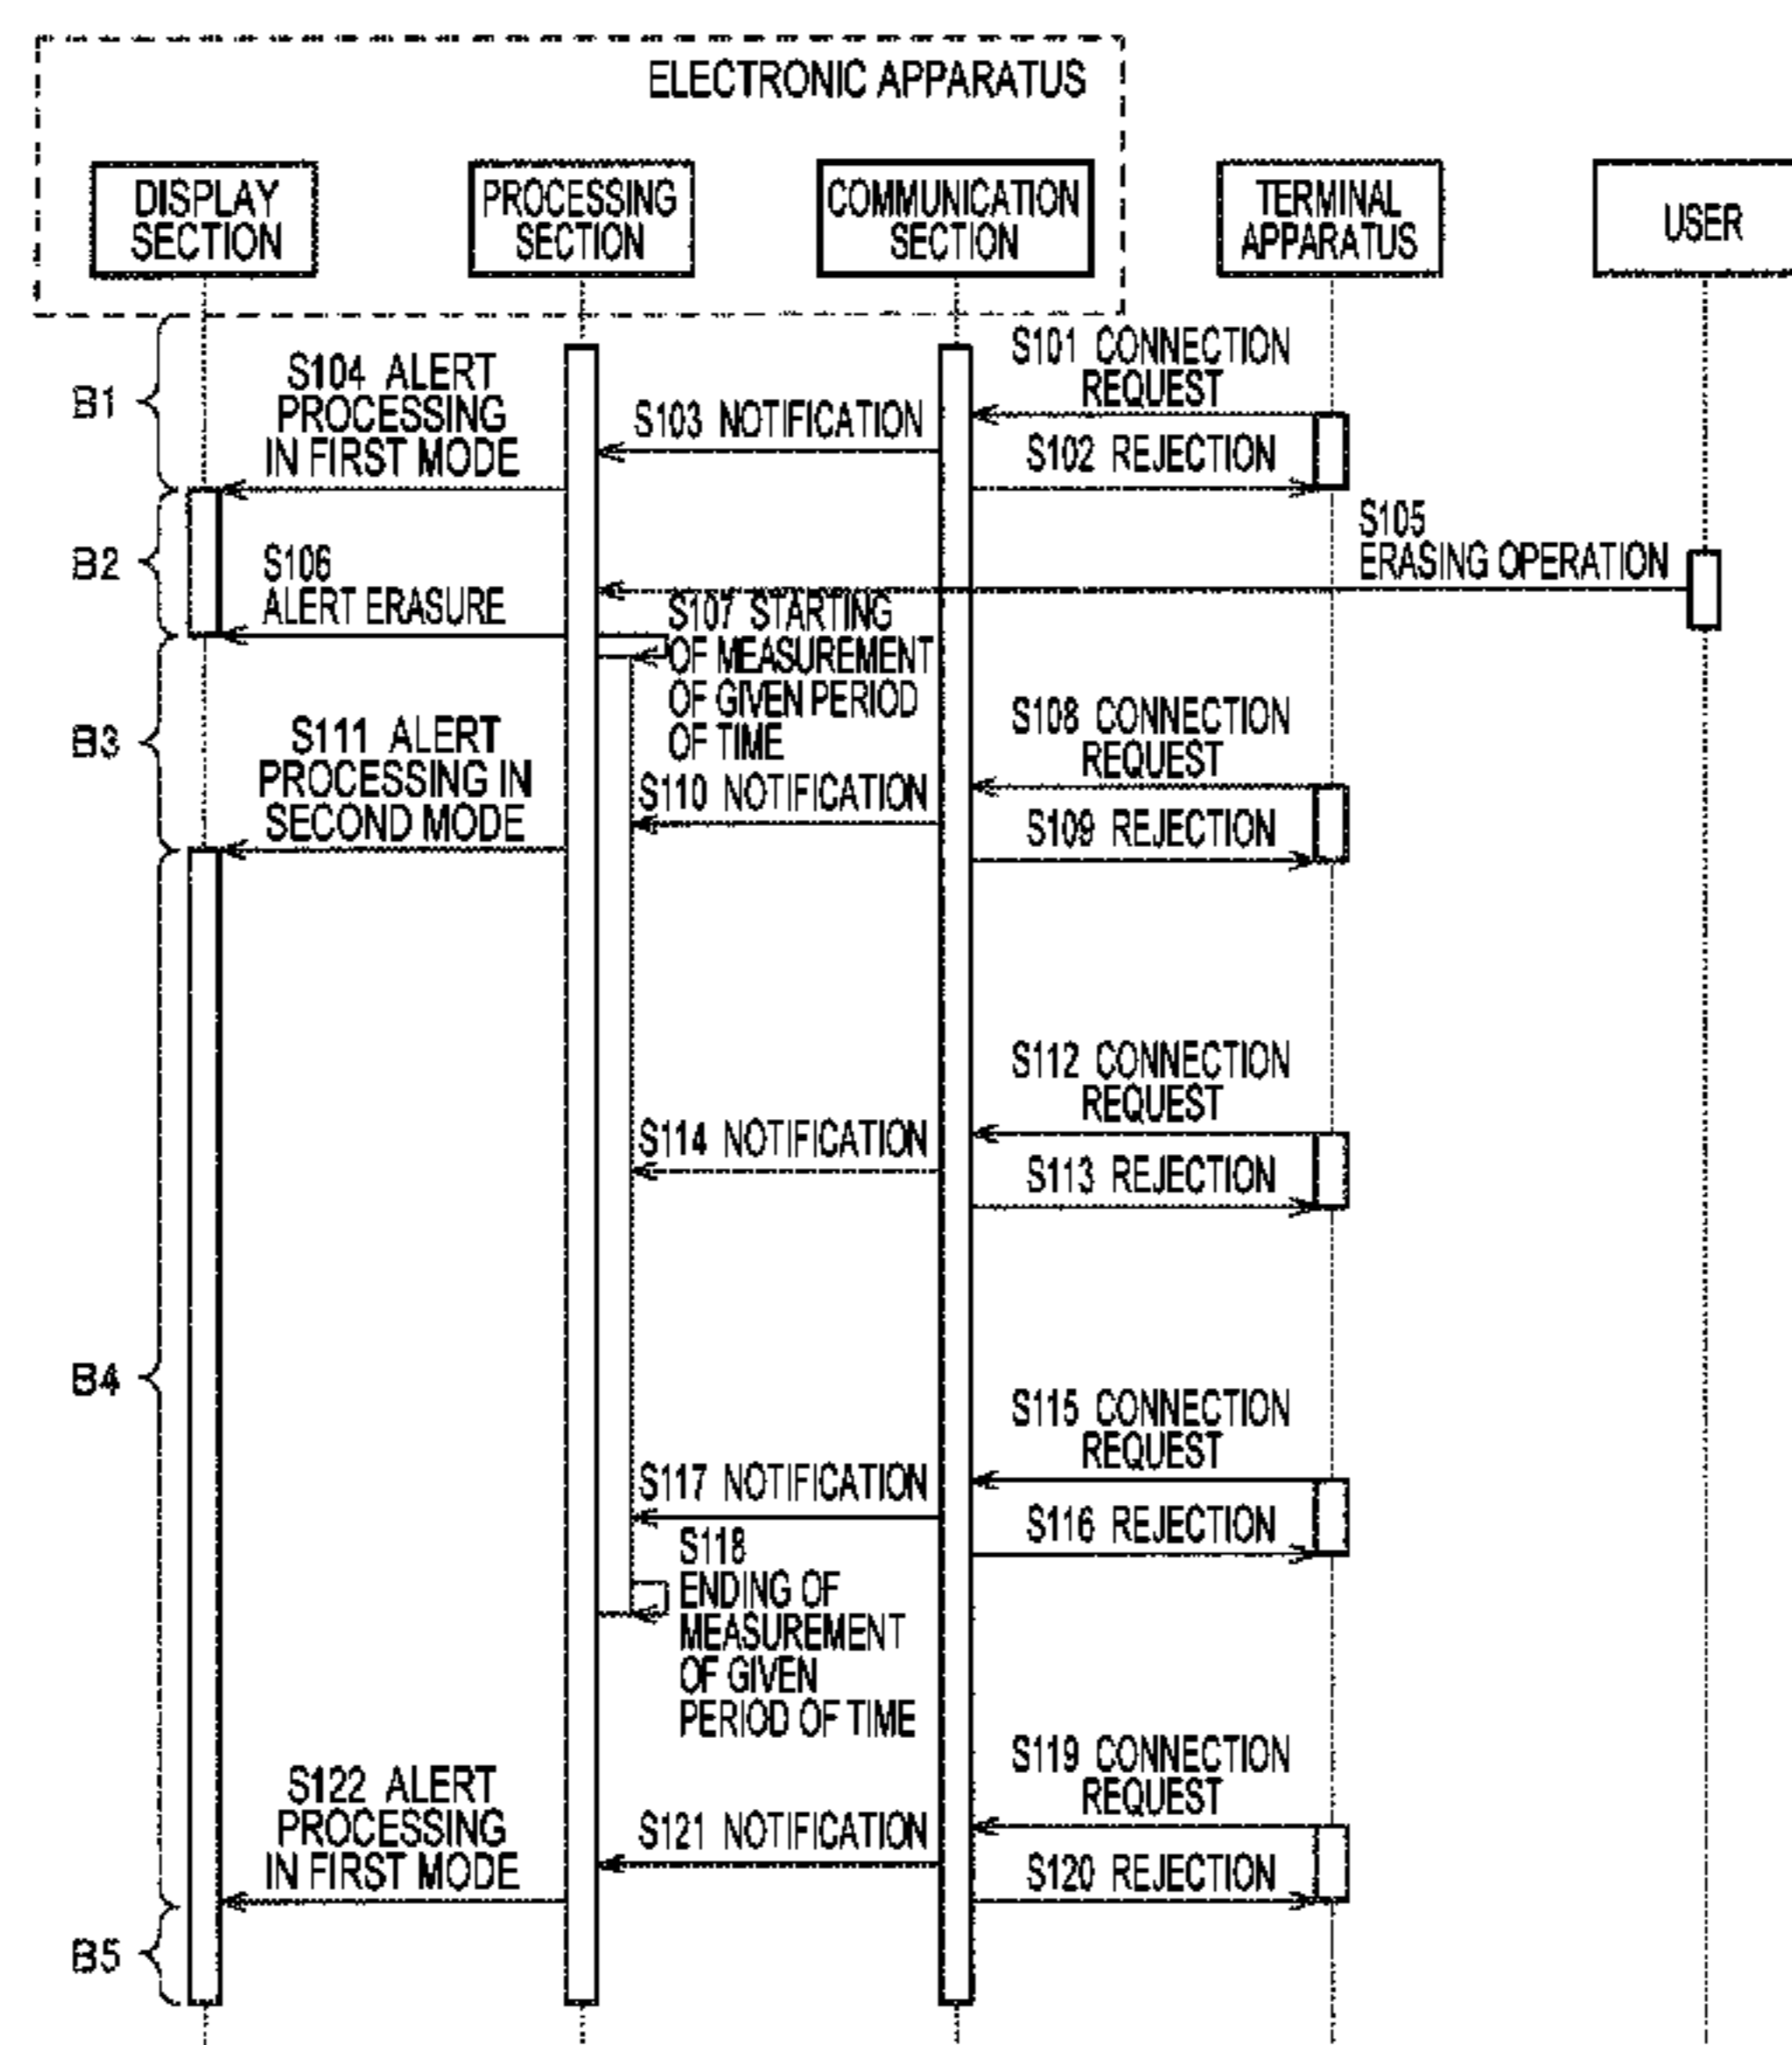 ELECTRONIC APPARATUS
DISPLAY
SECTION
PROCESSING
SECTION
COMMUNICATION
SECTION
TERMINAL
APPARATUS
USER
B1
S104 ALERT
PROCESSING
IN FIRST MODE
S103 NOTIFICATION
S101 CONNECTION
REQUEST
S102 REJECTION
B2
S105
ERASING OPERATION
S106
ALERT ERASURE
S107 STARTING
OF MEASUREMENT
OF GIVEN PERIOD
OF TIME
B3
S108 CONNECTION
REQUEST
S109 REJECTION
S110 NOTIFICATION
S111 ALERT
PROCESSING IN
SECOND MODE
B4
S112 CONNECTION
REQUEST
S113 REJECTION
S114 NOTIFICATION
S115 CONNECTION
REQUEST
S116 REJECTION
S117 NOTIFICATION
S118
ENDING OF
MEASUREMENT
OF GIVEN
PERIOD OF TIME
S119 CONNECTION
REQUEST
S120 REJECTION
S121 NOTIFICATION
S122 ALERT
PROCESSING
IN FIRST MODE
B5